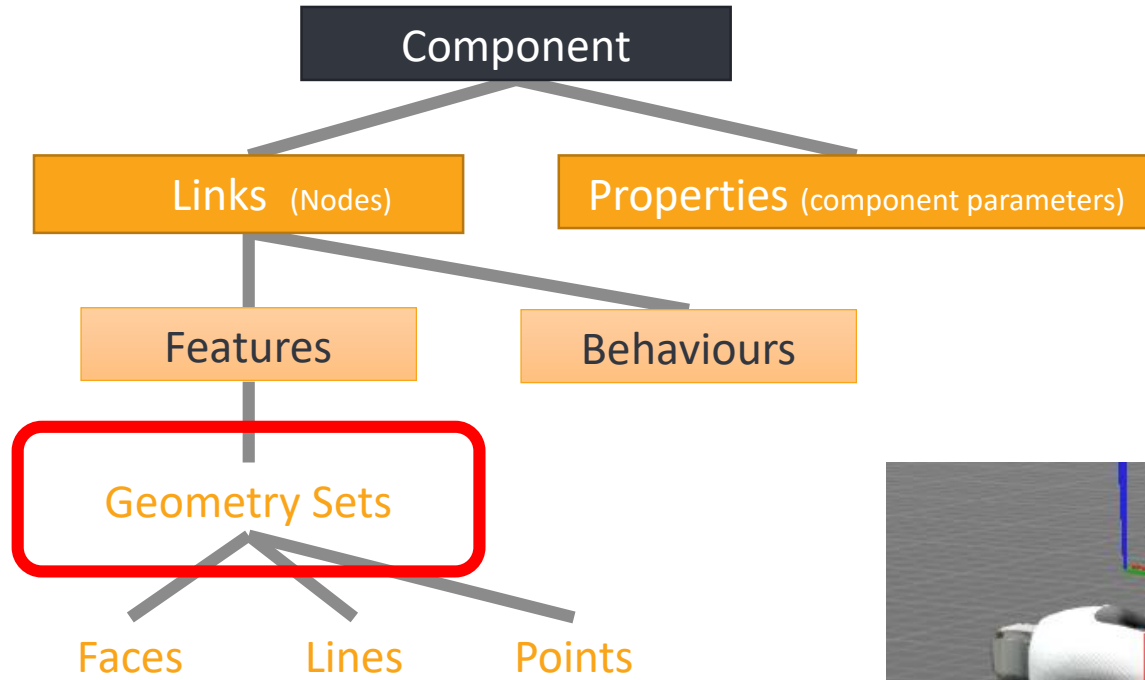 Component
Links (Nodes)
Properties (component parameters)
Features
Behaviours
Geometry Sets
Faces
Lines
Points